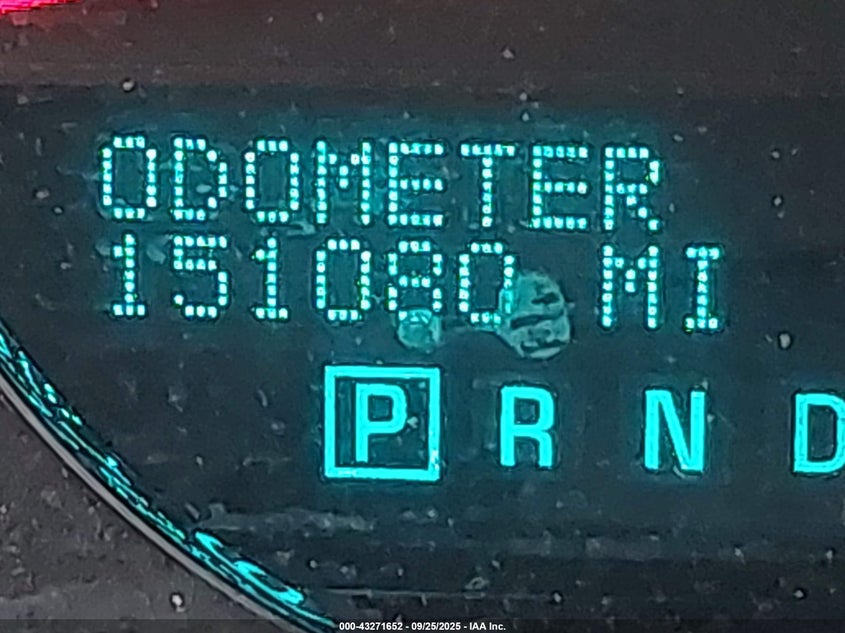 ODOMETER
151080 MI
P R N D
000-43271652 - 09/25/2025 - IAA Inc.